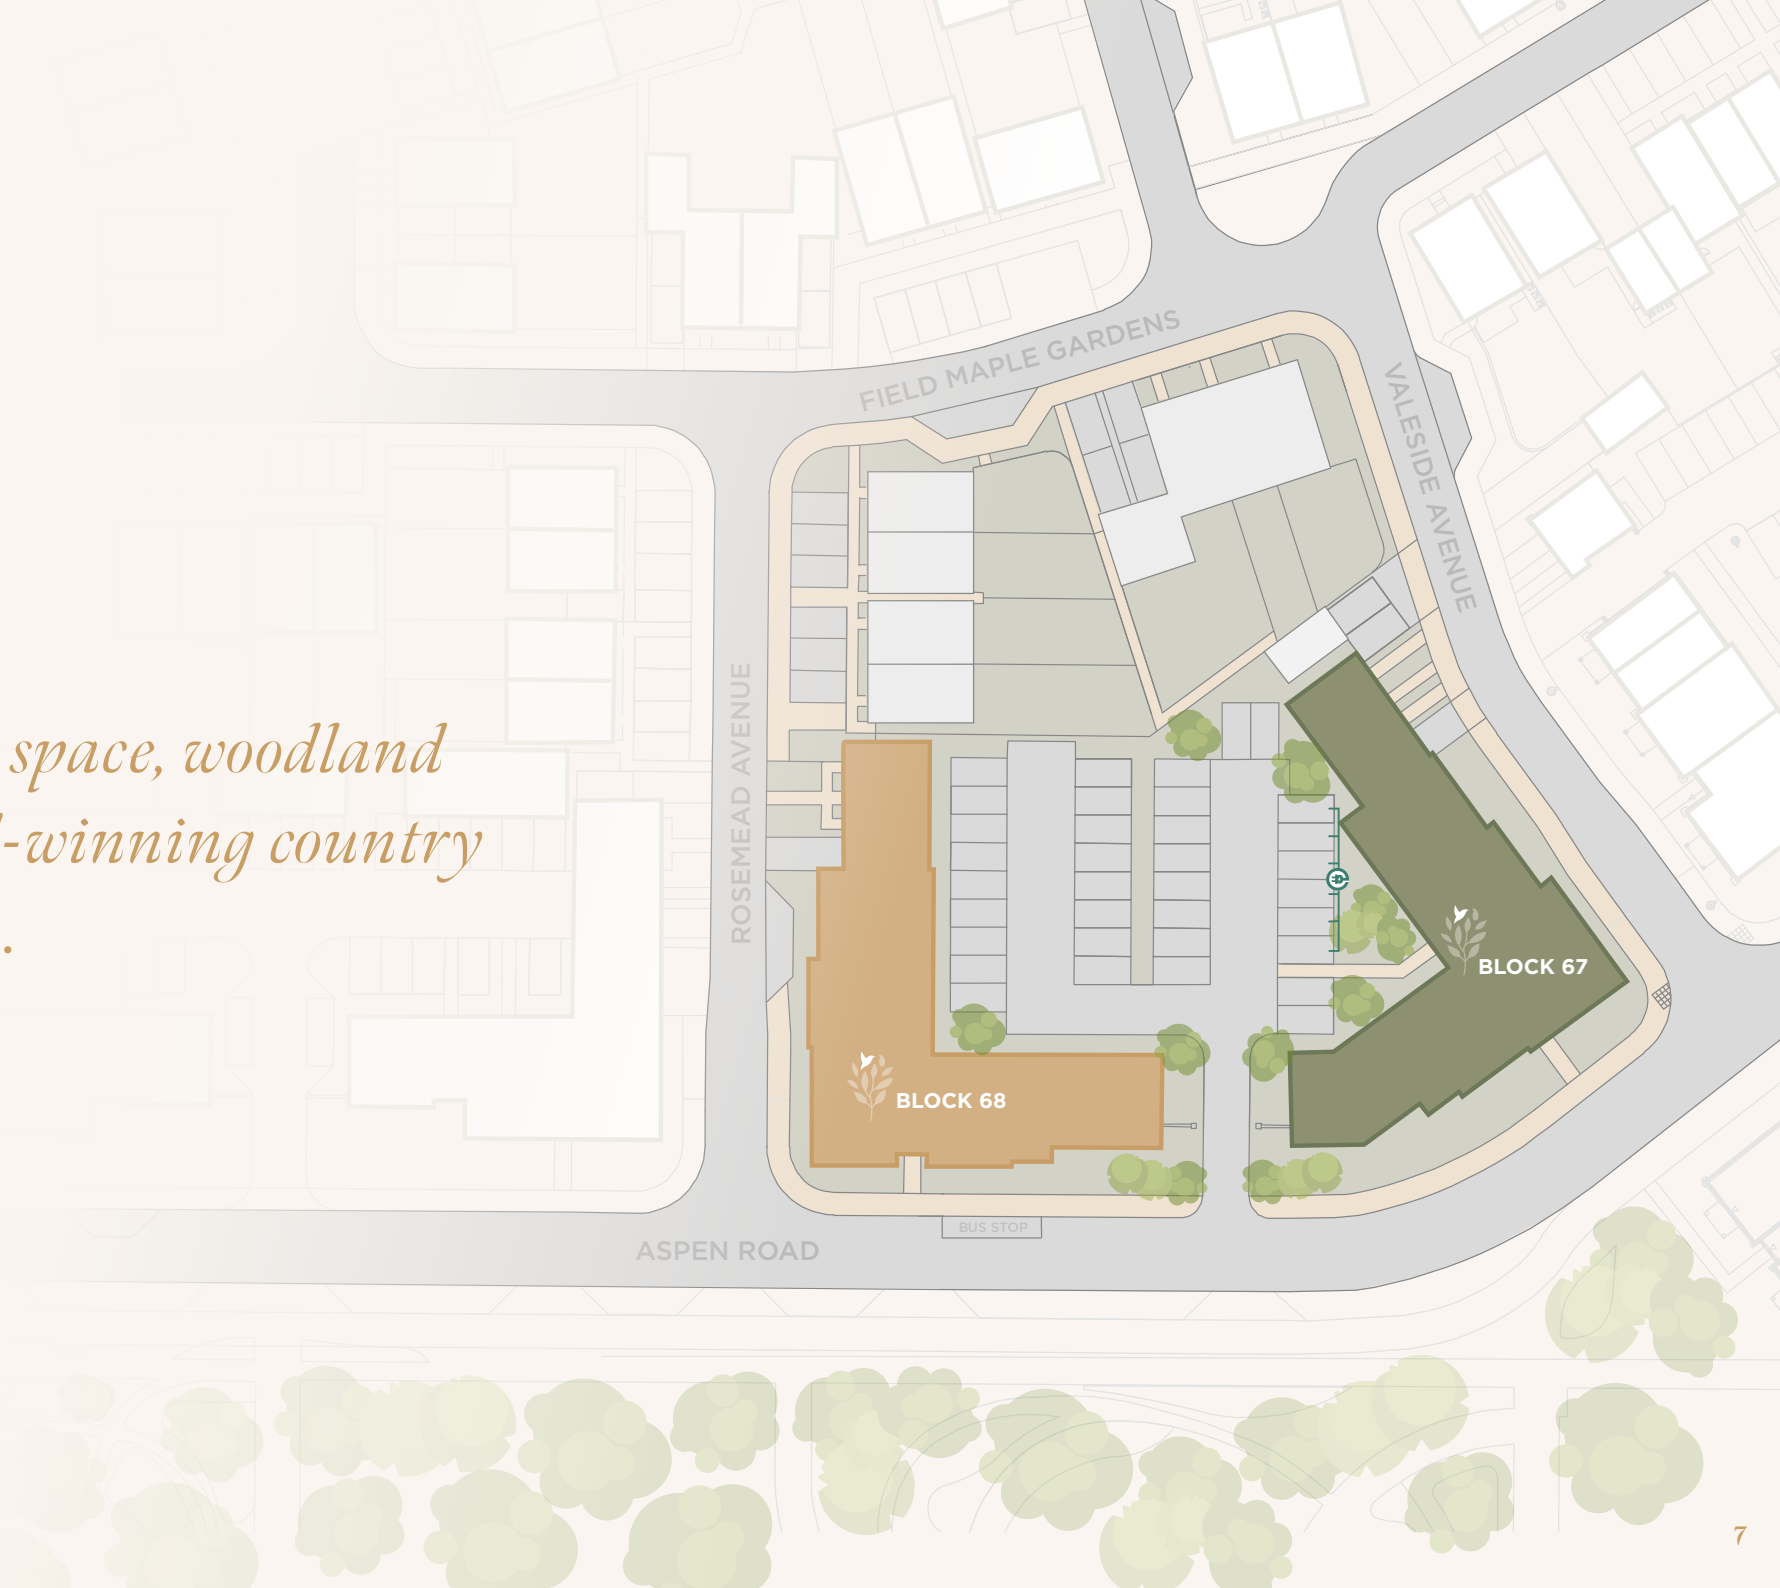 FIELD MAPLE GARDENS
VALESIDE AVENUE
ROSEMEAD AVENUE
space, woodland
-winning country
.
BLOCK 67
BLOCK 68
BUS STOP
ASPEN ROAD
7